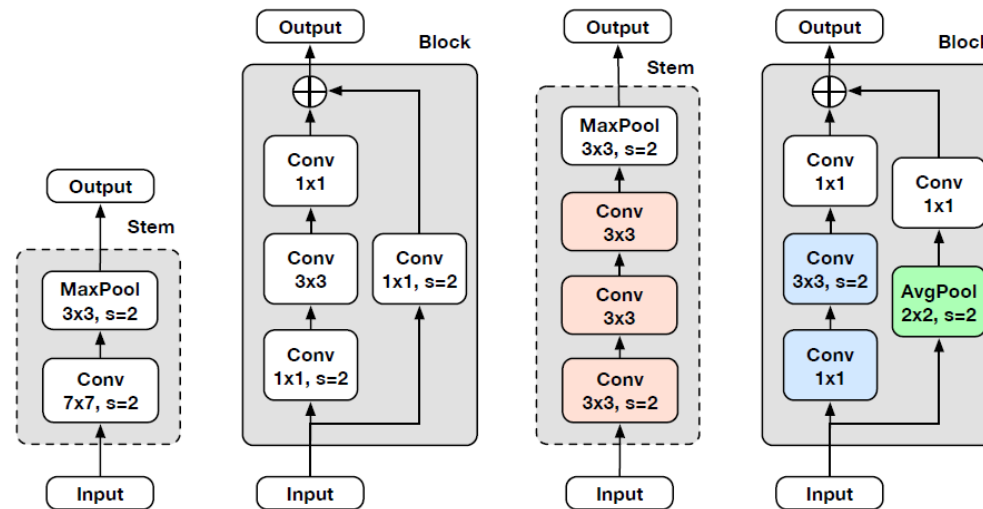 Output
Stem
MaxPool
3x3, s=2
Conv
7x7, s=2
Input
Output
Block
Conv
1x1
Conv
3x3
Conv
1x1, s=2
Conv
1x1, s=2
Input
Output
Stem
MaxPool
3x3, s=2
Conv
3x3
Conv
3x3
Conv
3x3, s=2
Input
Output
Block
Conv
1x1
Conv
1x1
Conv
3x3, s=2
AvgPool
2x2, s=2
Conv
1x1
Input